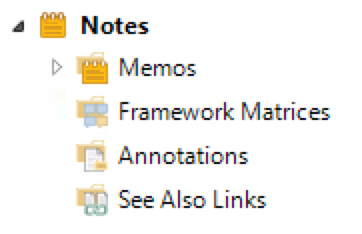 Notes
Memos
Framework Matrices
Annotations
See Also Links